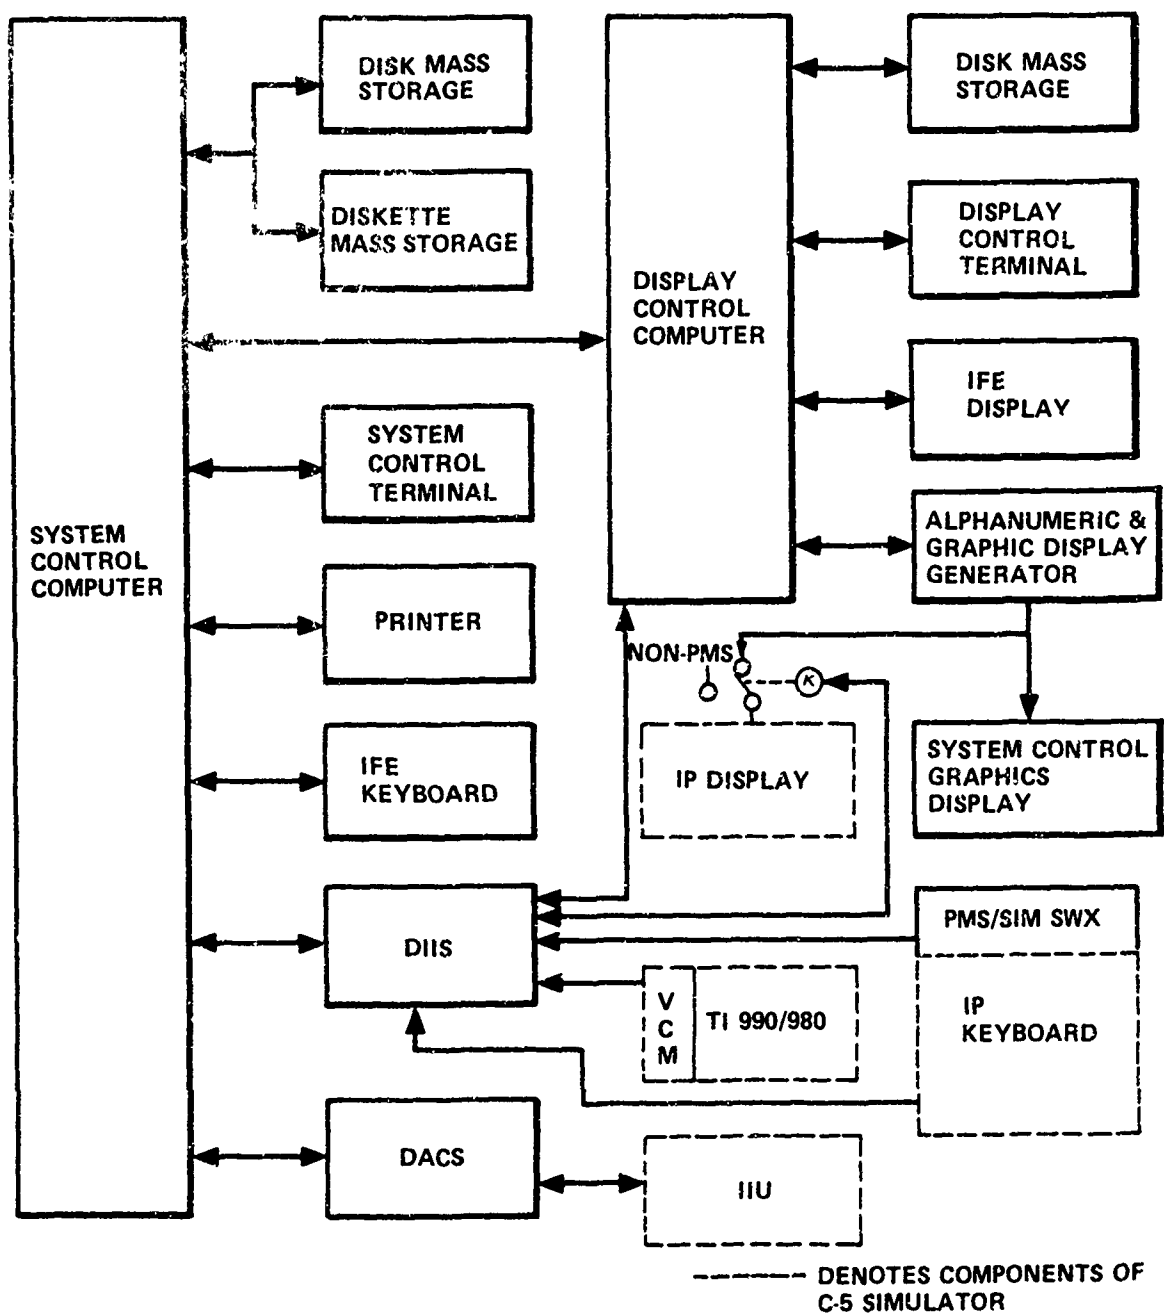 DISK MASS
STORAGE
DISKETTE
MASS STORAGE
SYSTEM
CONTROL
COMPUTER
SYSTEM
CONTROL
TERMINAL
PRINTER
IFE
KEYBOARD
DIIS
DACS
DISPLAY
CONTROL
COMPUTER
DISK MASS
STORAGE
DISPLAY
CONTROL
TERMINAL
IFE
DISPLAY
ALPHANUMERIC &
GRAPHIC DISPLAY
GENERATOR
NON-PMS
K
IP DISPLAY
SYSTEM CONTROL
GRAPHICS
DISPLAY
PMS/SIM SWX
IP
KEYBOARD
VCM
TI 990/980
IIU
DENOTES COMPONENTS OF
C-5 SIMULATOR